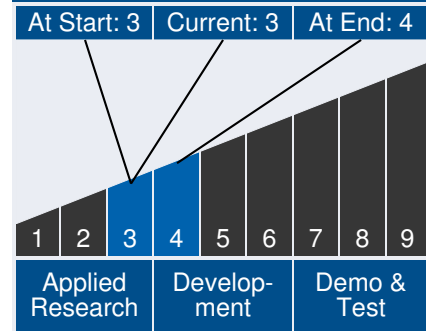 At Start: 3 Current: 3 At End: 4
1 2 3 4 5 6 7 8 9
Applied Research
Develop-
ment
Demo &
Test